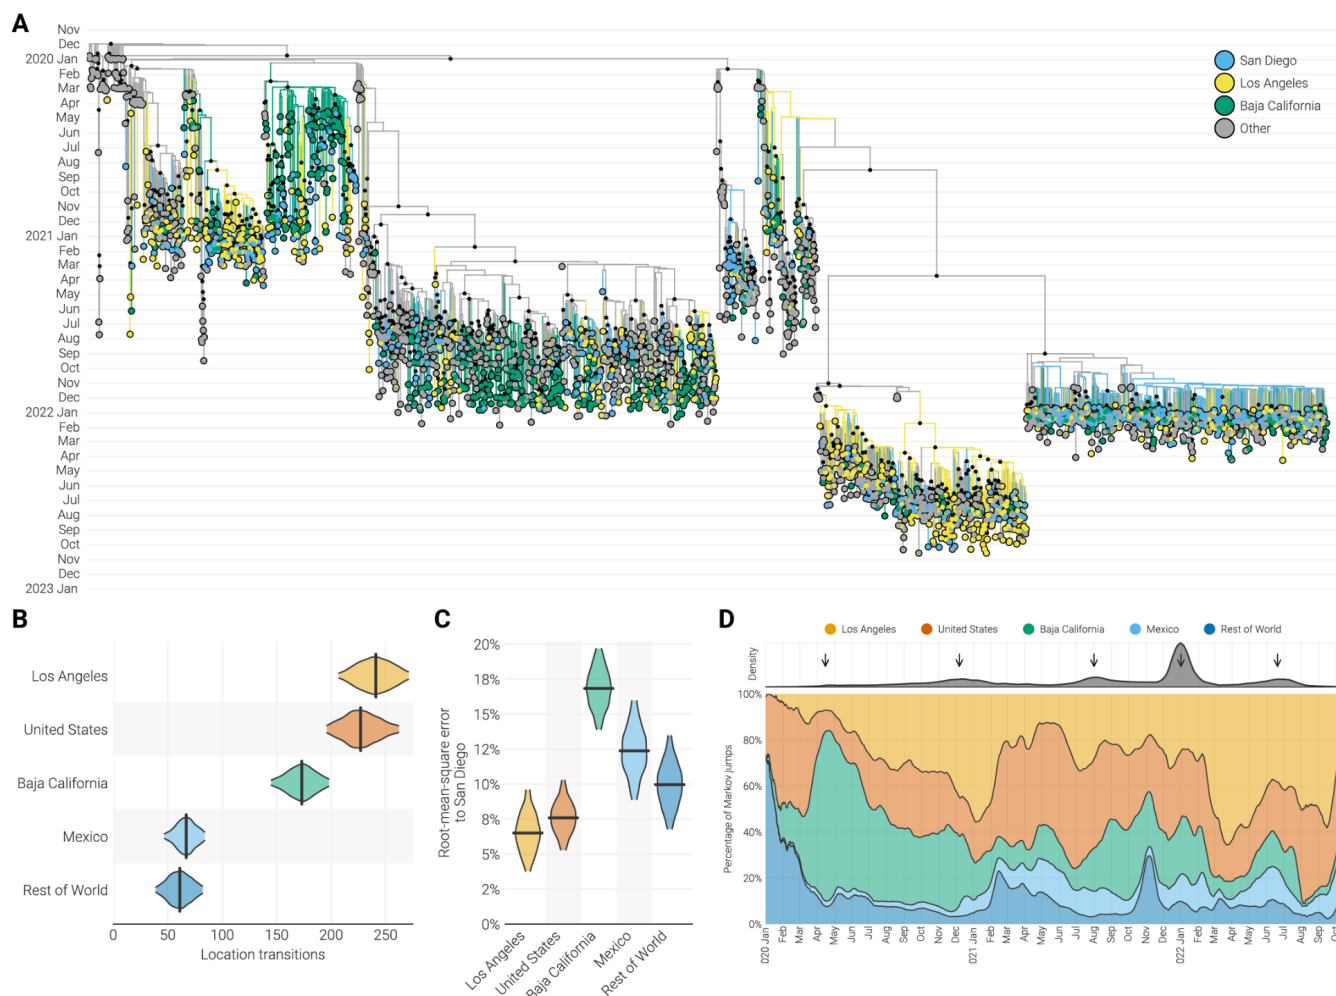 A
Nov
Dec
2020 Jan
Feb
Mar
Apr
May
Jun
Jul
Aug
Sep
Oct
Nov
Dec
2021 Jan
Feb
Mar
Apr
May
Jun
Jul
Aug
Sep
Oct
Nov
Dec
2022 Jan
Feb
Mar
Apr
May
Jun
Jul
Aug
Sep
Oct
Nov
Dec
2023 Jan
San Diego
Los Angeles
Baja California
Other
B
Los Angeles
United States
Baja California
Mexico
Rest of World
0 50 100 150 200 250
Location transitions
C
Root-mean-square error
to San Diego
20%
18%
15%
12%
10%
8%
5%
2%
0%
Los Angeles
United States
Baja California
Mexico
Rest of World
D
Los Angeles United States Baja California Mexico Rest of World
Density
Percentage of Markov jumps
100%
80%
60%
40%
20%
0%
020 Jan Feb Mar Apr May Jun Jul Aug Sep Oct Nov Dec 021 Jan Feb Mar Apr May Jun Jul Aug Sep Oct Nov Dec 022 Jan Feb Mar Apr May Jun Jul Aug Sep Oct